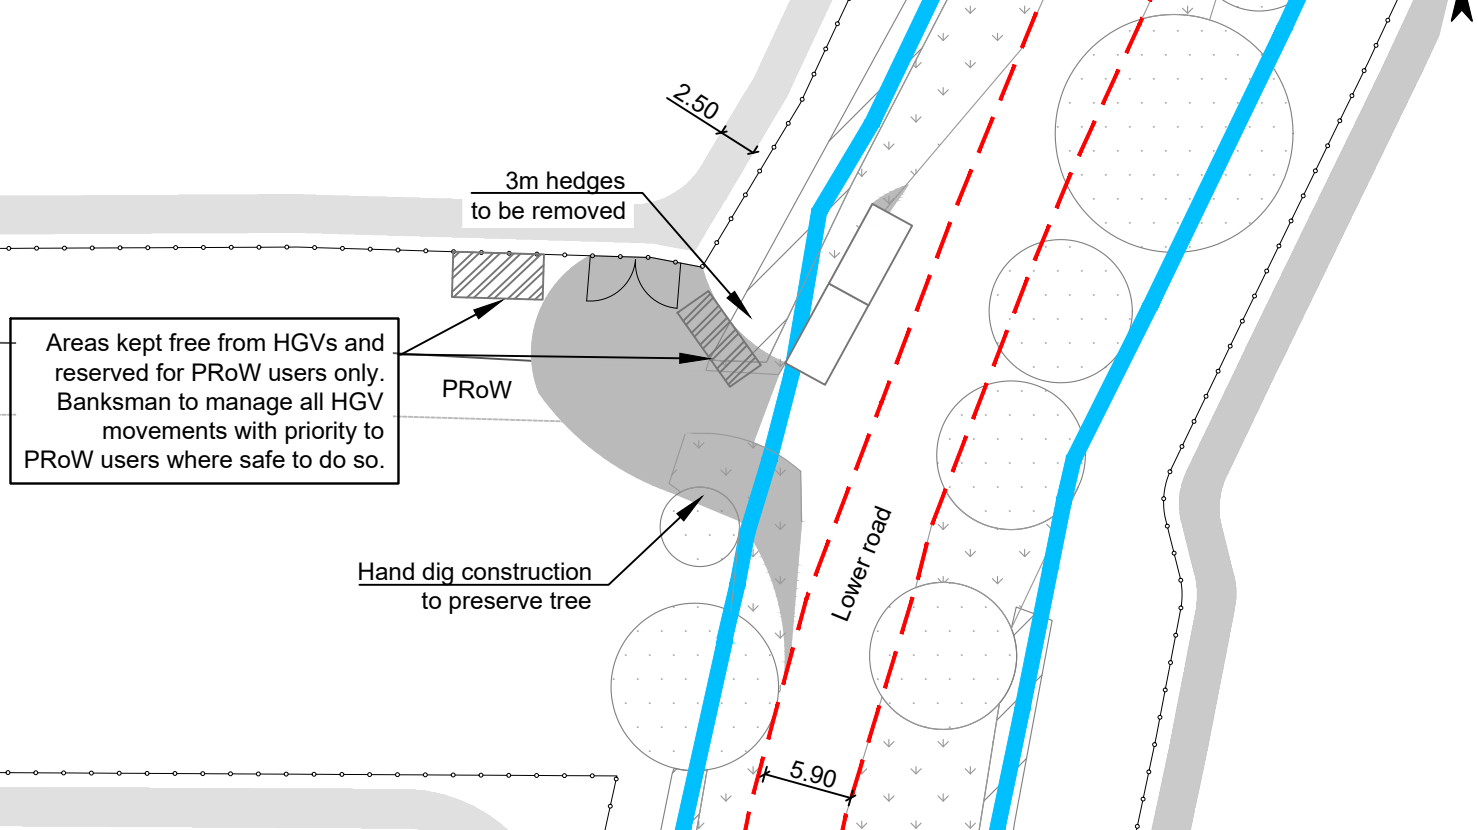 2.50
3m hedges
to be removed
Areas kept free from HGVs and
reserved for PRoW users only.
Banksman to manage all HGV
movements with priority to
PRoW users where safe to do so.
PRoW
Hand dig construction
to preserve tree
Lower road
5.90